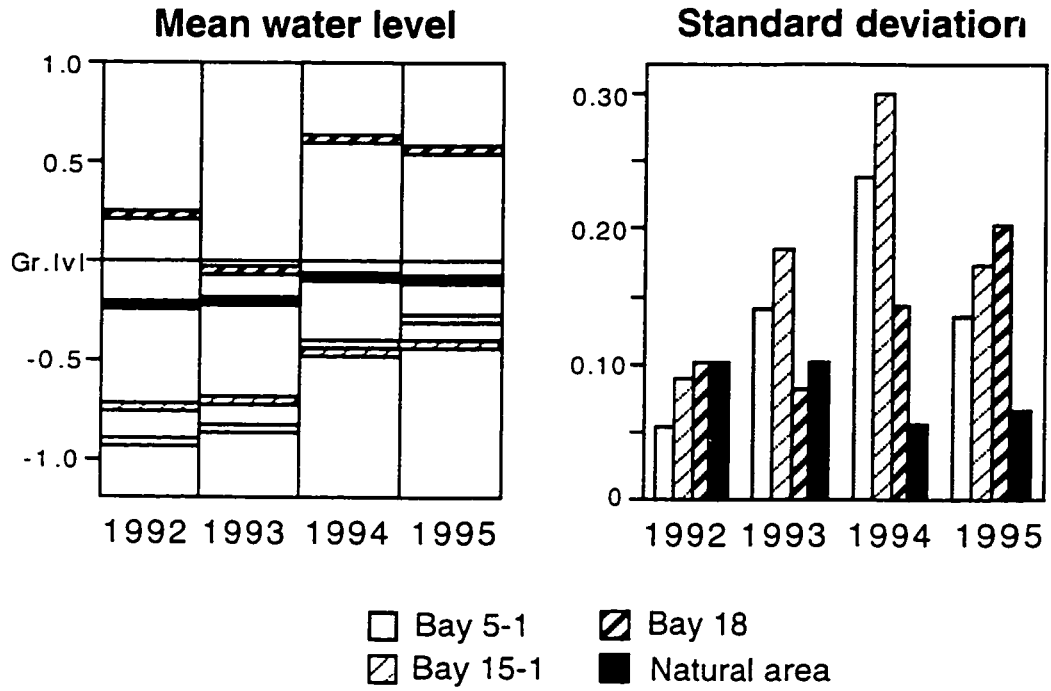 Mean water level
Standard deviation
1.0
0.5
Gr.lvl
-0.5
-1.0
1992 1993 1994 1995
0.30
0.20
0.10
0
1992 1993 1994 1995
Bay 5-1
Bay 15-1
Bay 18
Natural area